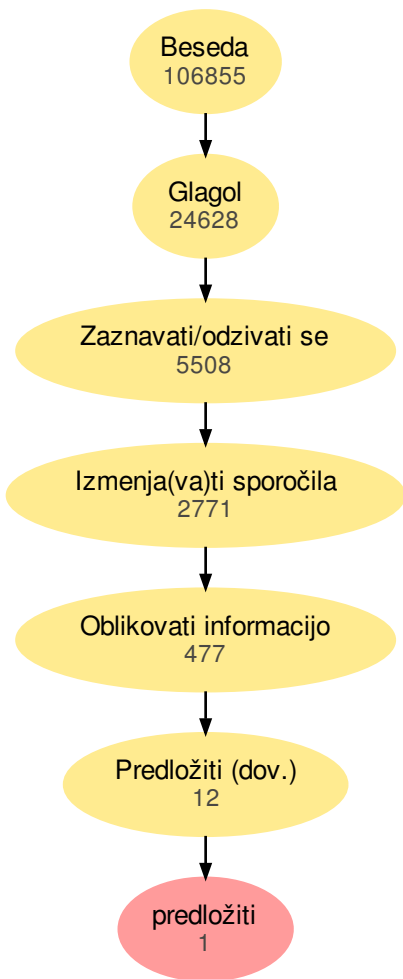 Beseda
106855
Glagol
24628
Zaznavati/odzivati se
5508
Izmenja(va)ti sporočila
2771
Oblikovati informacijo
477
Predložiti (dov.)
12
predložiti
1